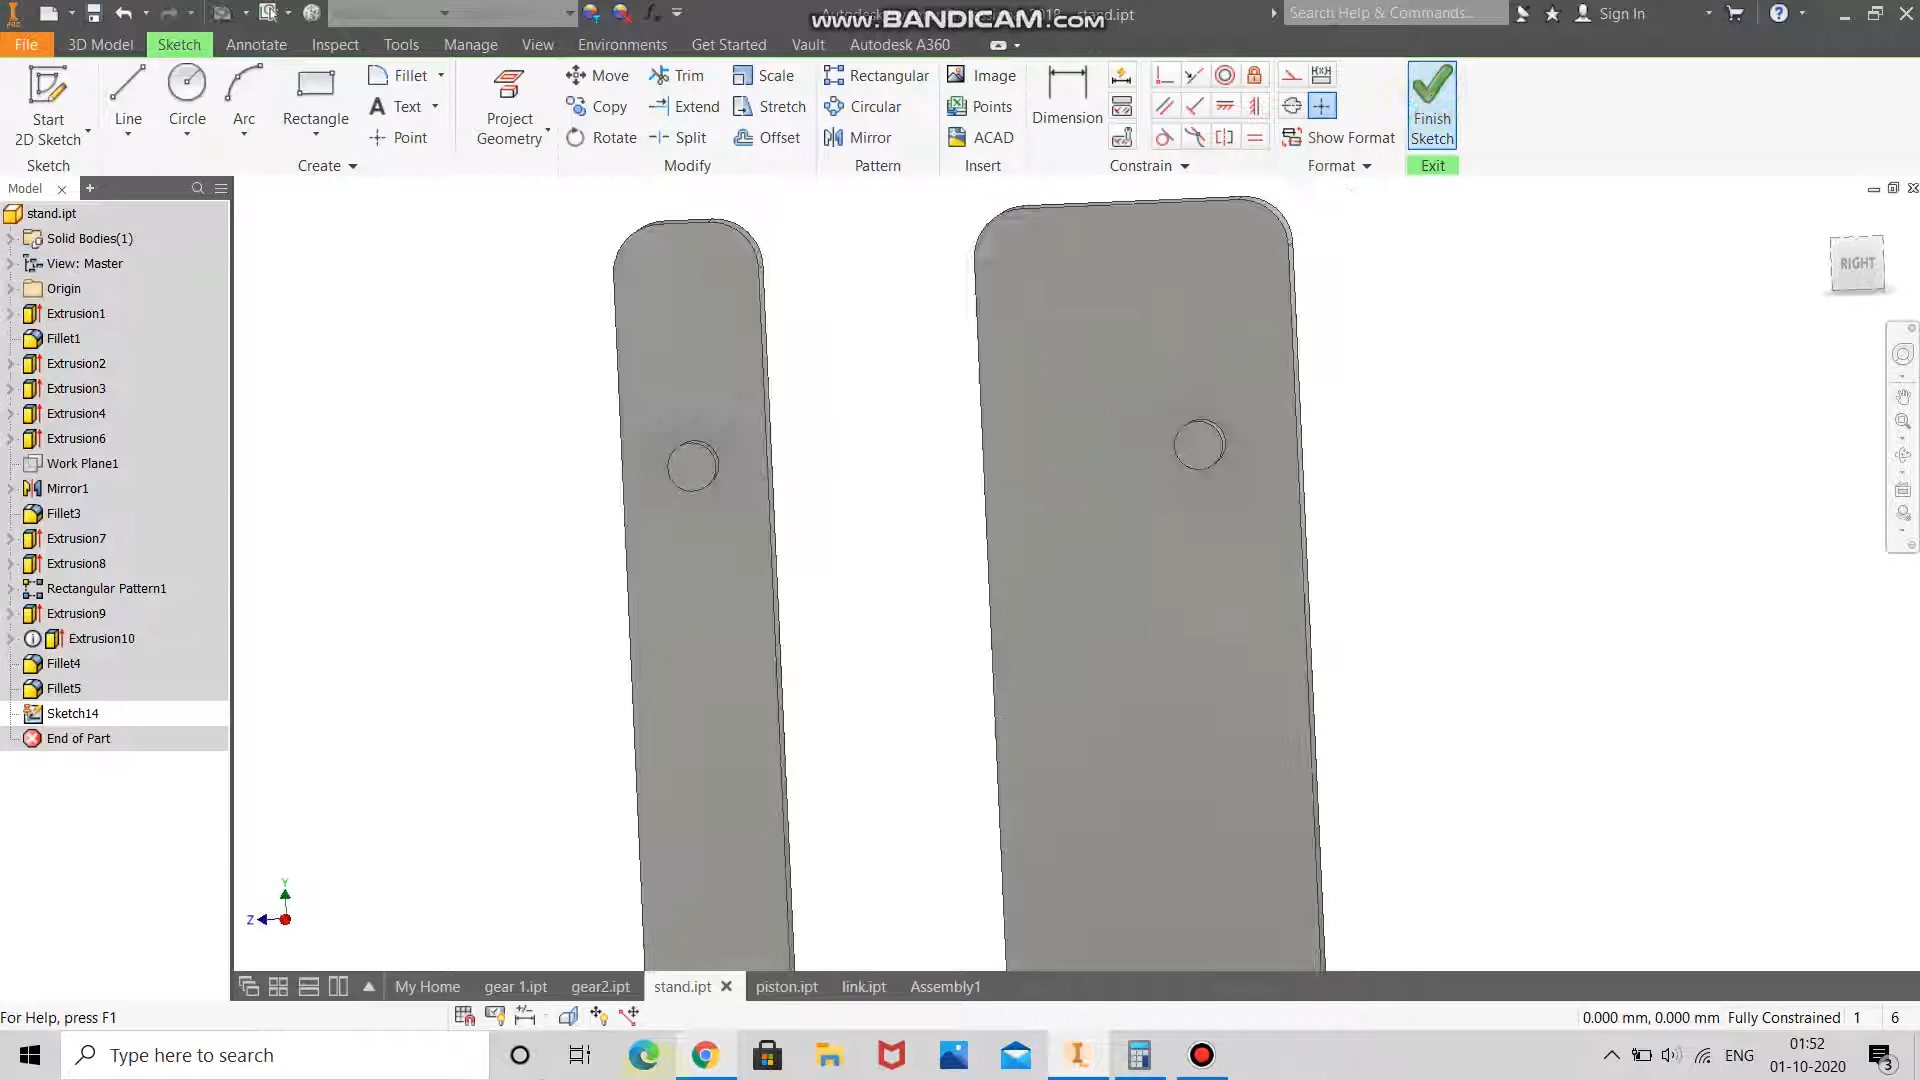 www.BANDICAM.com
stand.ipt
Search Help & Commands...
Sign In
File
3D Model
Sketch
Annotate
Inspect
Tools
Manage
View
Environments
Get Started
Vault
Autodesk A360
Start
2D Sketch
Line
Circle
Arc
Rectangle
Fillet
Text
Point
Project
Geometry
Move
Copy
Rotate
Trim
Extend
Split
Scale
Stretch
Offset
Rectangular
Circular
Mirror
Image
Points
ACAD
Dimension
Show Format
Finish
Sketch
Sketch
Create
Modify
Pattern
Insert
Constrain
Format
Exit
Model
stand.ipt
Solid Bodies(1)
View: Master
Origin
Extrusion1
Fillet1
Extrusion2
Extrusion3
Extrusion4
Extrusion6
Work Plane1
Mirror1
Fillet3
Extrusion7
Extrusion8
Rectangular Pattern1
Extrusion9
Extrusion10
Fillet4
Fillet5
Sketch14
End of Part
RIGHT
Y
Z
My Home
gear 1.ipt
gear2.ipt
stand.ipt
piston.ipt
link.ipt
Assembly1
For Help, press F1
0.000 mm, 0.000 mm Fully Constrained 1 6
Type here to search
ENG
01:52
01-10-2020
3